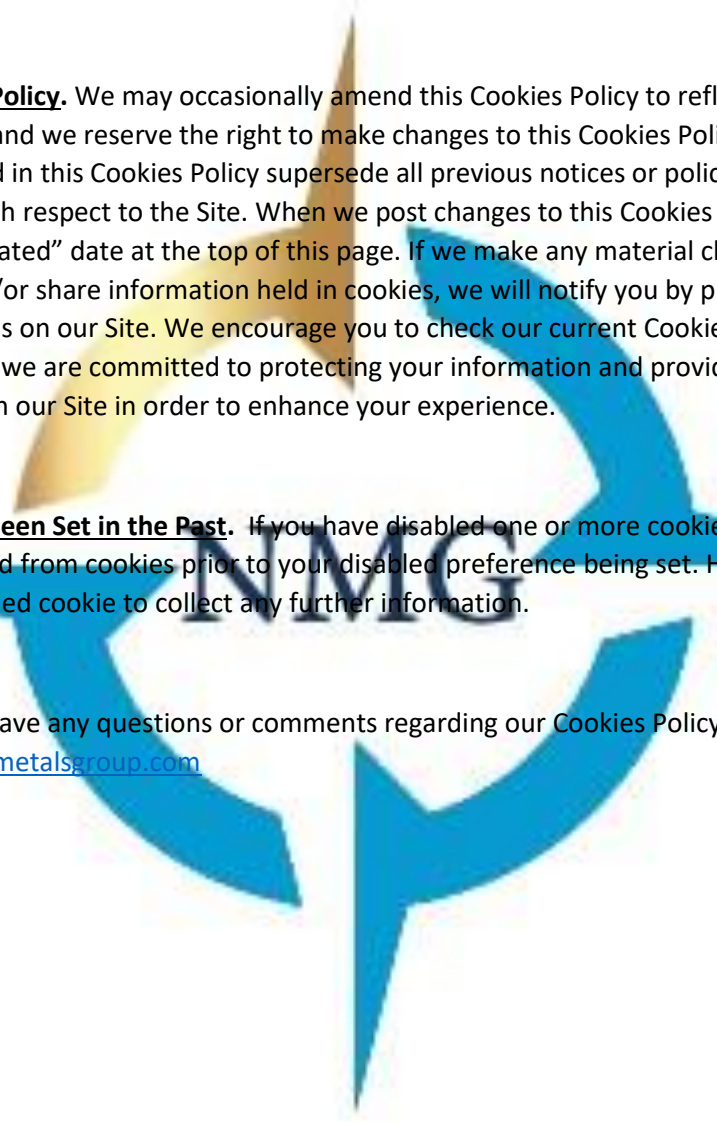 Policy. We may occasionally amend this Cookies Policy to refl
and we reserve the right to make changes to this Cookies Poli
d in this Cookies Policy supersede all previous notices or polic
h respect to the Site. When we post changes to this Cookies
ated” date at the top of this page. If we make any material cl
/or share information held in cookies, we will notify you by p
s on our Site. We encourage you to check our current Cookie
we are committed to protecting your information and provid
n our Site in order to enhance your experience.
een Set in the Past. If you have disabled one or more cookie
d from cookies prior to your disabled preference being set. H
ed cookie to collect any further information.
NMG
ave any questions or comments regarding our Cookies Policy
metalsgroup.com